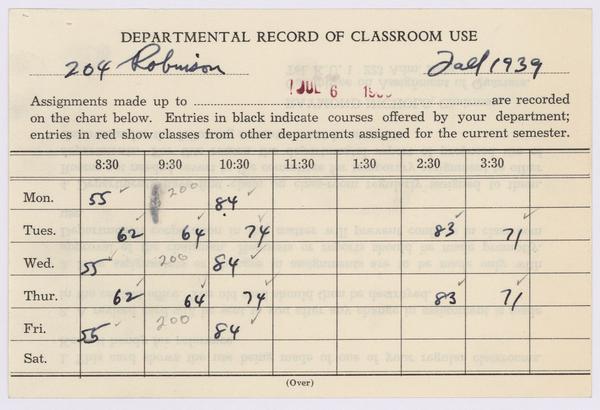 DEPARTMENTAL RECORD OF CLASSROOM USE
204 Robinson Fall 1939
JUL 6
Assignments made up to are recorded
on the chart below. Entries in black indicate courses offered by your department;
entries in red show classes from other departments assigned for the current semester.
8:30 9:30 10:30 11:30 1:30 2:30 3:30
Mon. 55 200 84
Tues. 62 64 74 83 71
Wed. 55 200 84
Thur. 62 64 74 83 71
Fri. 55 200 84
Sat.
(Over)